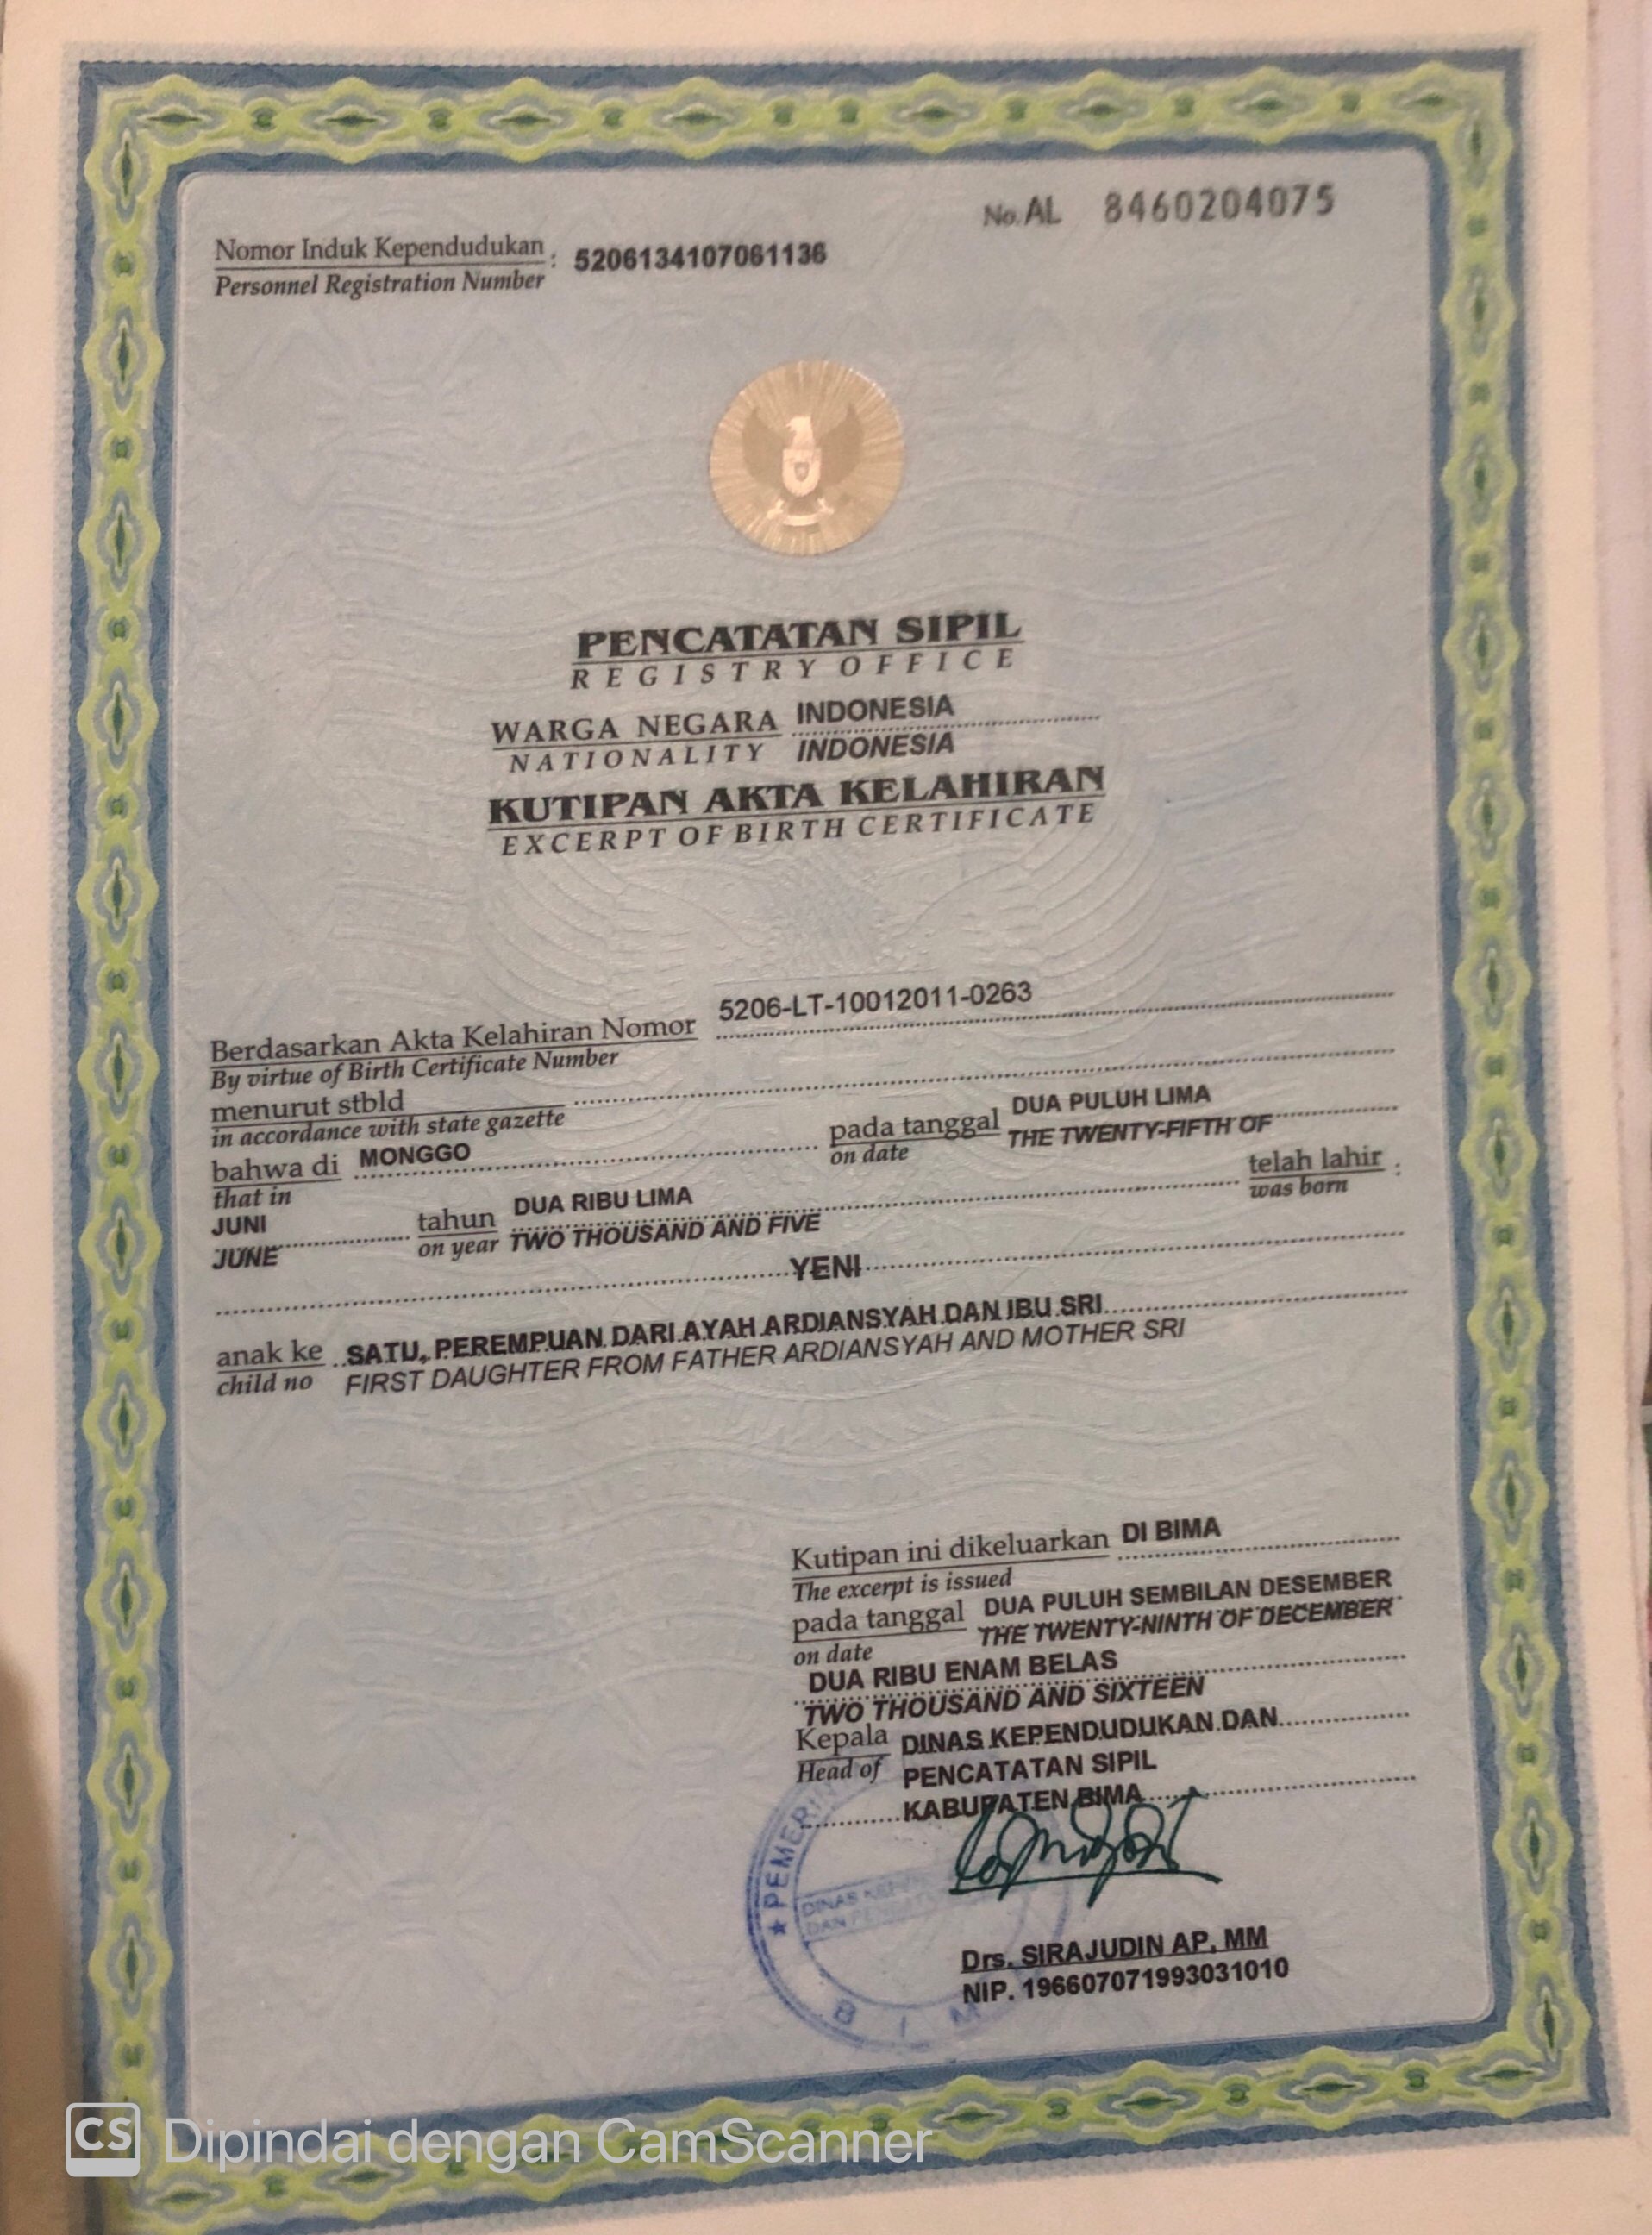 No. AL 8460204075
Nomor Induk Kependudukan : 5206134107061136
Personnel Registration Number
PENCATATAN SIPIL
REGISTRY OFFICE
WARGA NEGARA INDONESIA
NATIONALITY INDONESIA
KUTIPAN AKTA KELAHIRAN
EXCERPT OF BIRTH CERTIFICATE
Berdasarkan Akta Kelahiran Nomor 5206-LT-10012011-0263
By virtue of Birth Certificate Number
menurut stbld
in accordance with state gazette
bahwa di MONGGO pada tanggal DUA PULUH LIMA
that in on date THE TWENTY-FIFTH OF
JUNI tahun DUA RIBU LIMA telah lahir :
JUNE on year TWO THOUSAND AND FIVE was born
YENI
anak ke SATU, PEREMPUAN DARI AYAH ARDIANSYAH DAN IBU SRI
child no FIRST DAUGHTER FROM FATHER ARDIANSYAH AND MOTHER SRI
Kutipan ini dikeluarkan DI BIMA
The excerpt is issued
pada tanggal DUA PULUH SEMBILAN DESEMBER
on date THE TWENTY-NINTH OF DECEMBER
DUA RIBU ENAM BELAS
TWO THOUSAND AND SIXTEEN
Kepala DINAS KEPENDUDUKAN DAN
Head of PENCATATAN SIPIL
KABUPATEN BIMA
DINAS
BIM
Drs. SIRAJUDIN AP, MM
NIP. 196607071993031010
CS Dipindai dengan CamScanner